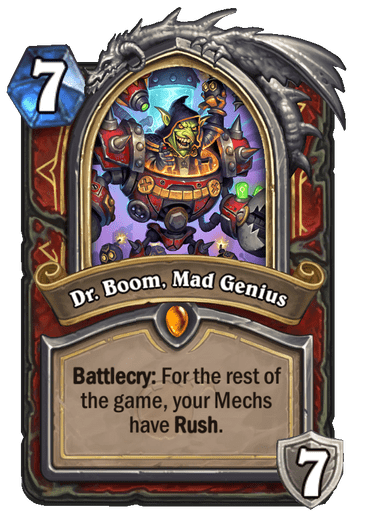 7
Dr. Boom, Mad Genius
Battlecry: For the rest of
the game, your Mechs
have Rush.
7